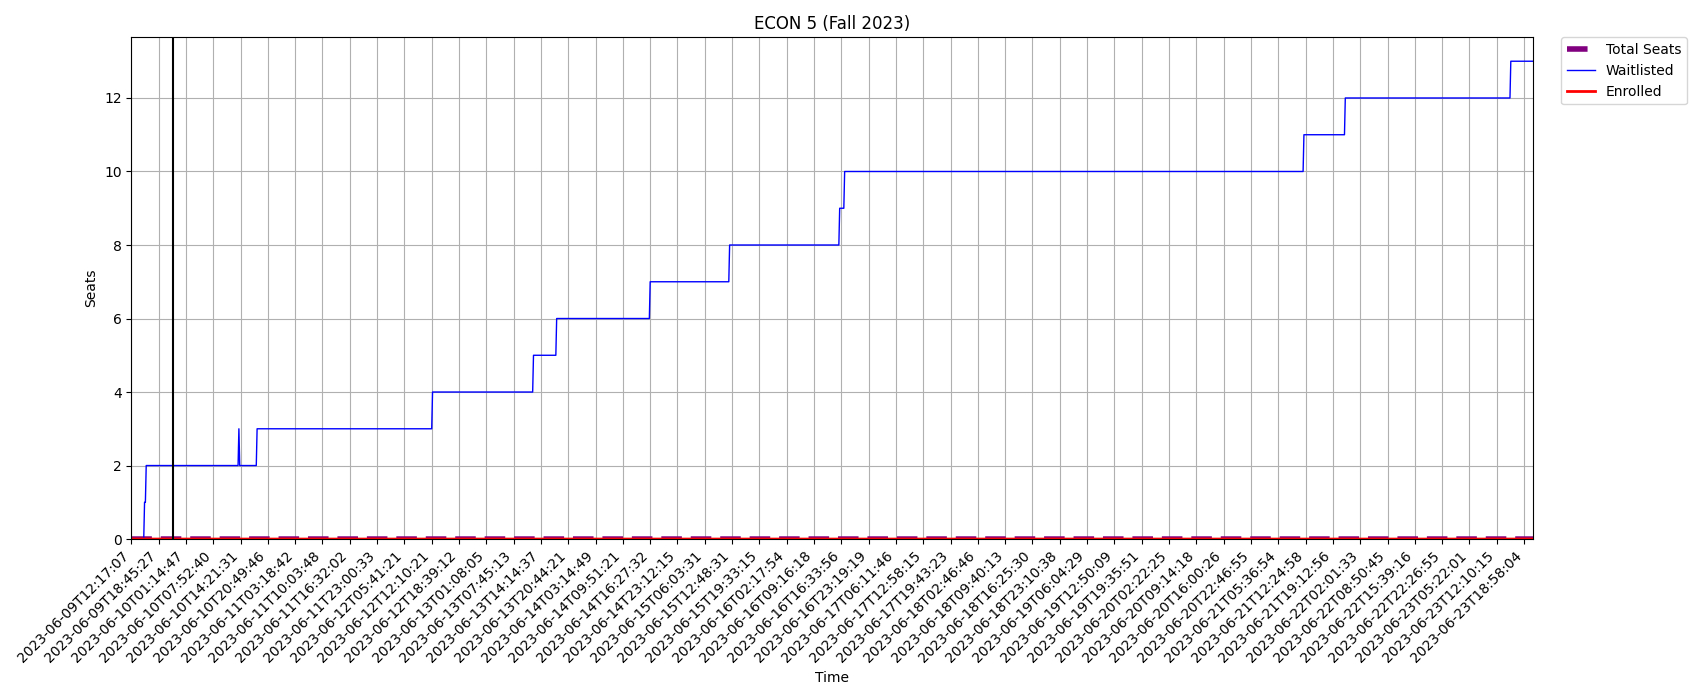 ECON 5 (Fall 2023)
Total Seats
Waitlisted
Enrolled
Seats
12
10
8
6
4
2
0
2023-06-09T12:17:07
2023-06-09T18:45:27
2023-06-10T01:14:47
2023-06-10T07:52:40
2023-06-10T14:21:31
2023-06-10T20:49:46
2023-06-11T03:18:42
2023-06-11T10:03:48
2023-06-11T16:32:02
2023-06-11T23:00:33
2023-06-12T05:41:21
2023-06-12T12:10:21
2023-06-12T18:39:12
2023-06-13T01:08:05
2023-06-13T07:45:13
2023-06-13T14:14:37
2023-06-13T20:44:21
2023-06-14T03:14:49
2023-06-14T09:51:21
2023-06-14T16:27:32
2023-06-14T23:12:15
2023-06-15T06:03:31
2023-06-15T12:48:31
2023-06-15T19:33:15
2023-06-16T02:17:54
2023-06-16T09:16:18
2023-06-16T16:33:56
2023-06-16T23:19:19
2023-06-17T06:11:46
2023-06-17T12:58:15
2023-06-17T19:43:23
2023-06-18T02:46:46
2023-06-18T09:40:13
2023-06-18T16:25:30
2023-06-18T23:10:38
2023-06-19T06:04:29
2023-06-19T12:50:09
2023-06-19T19:35:51
2023-06-20T02:22:25
2023-06-20T09:14:18
2023-06-20T16:00:26
2023-06-20T22:46:55
2023-06-21T05:36:54
2023-06-21T12:24:58
2023-06-21T19:12:56
2023-06-22T02:01:33
2023-06-22T08:50:45
2023-06-22T15:39:16
2023-06-22T22:26:55
2023-06-23T05:22:01
2023-06-23T12:10:15
2023-06-23T18:58:04
Time